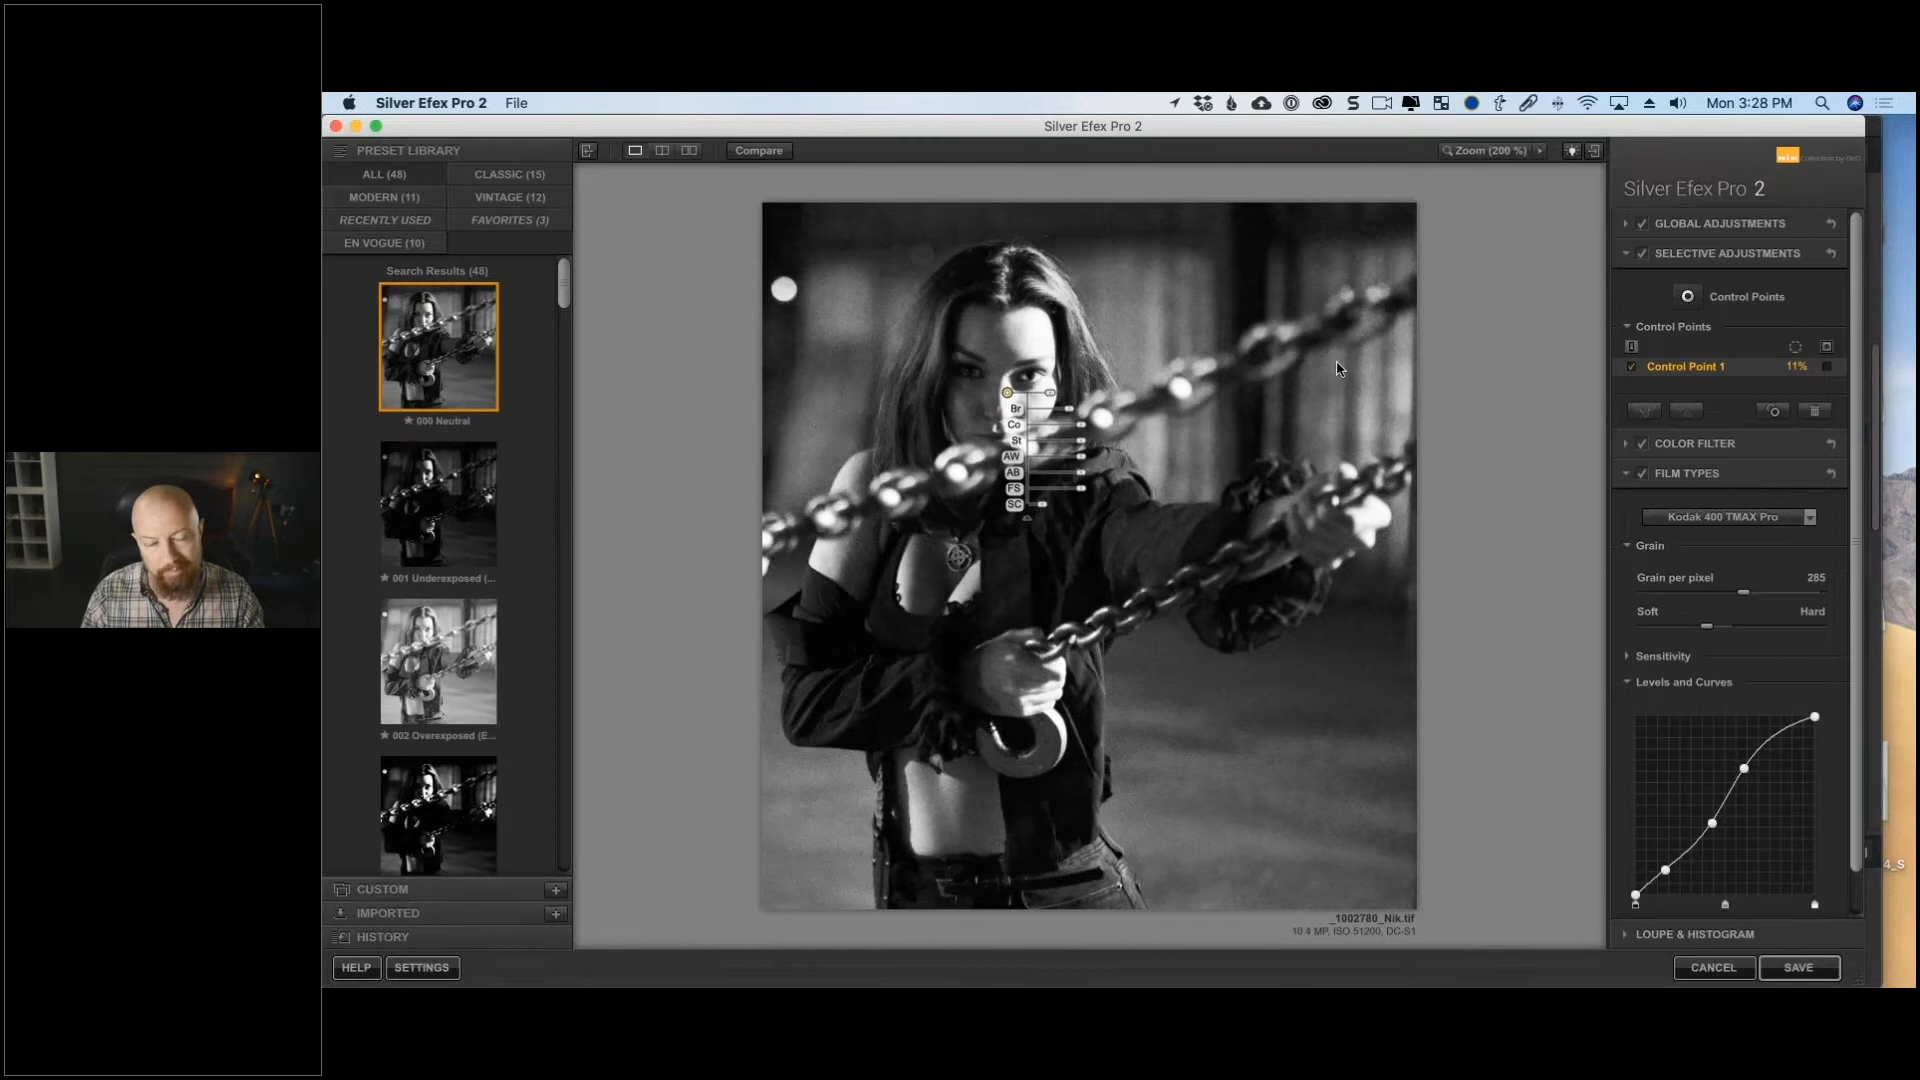 Silver Efex Pro 2 File
Mon 3:28 PM
Silver Efex Pro 2
PRESET LIBRARY
Compare
Zoom (200 %)
Nik Collection by DxO
ALL (48)
CLASSIC (15)
MODERN (11)
VINTAGE (12)
RECENTLY USED
FAVORITES (3)
EN VOGUE (10)
Search Results (48)
000 Neutral
001 Underexposed (...
002 Overexposed (E...
CUSTOM
IMPORTED
HISTORY
HELP
SETTINGS
Br
Co
St
AW
AB
FS
SC
_1002780_Nik.tif
10.4 MP, ISO 51200, DC-S1
Silver Efex Pro 2
GLOBAL ADJUSTMENTS
SELECTIVE ADJUSTMENTS
Control Points
Control Points
Control Point 1 11%
COLOR FILTER
FILM TYPES
Kodak 400 TMAX Pro
Grain
Grain per pixel 285
Soft Hard
Sensitivity
Levels and Curves
LOUPE & HISTOGRAM
CANCEL
SAVE
4_S